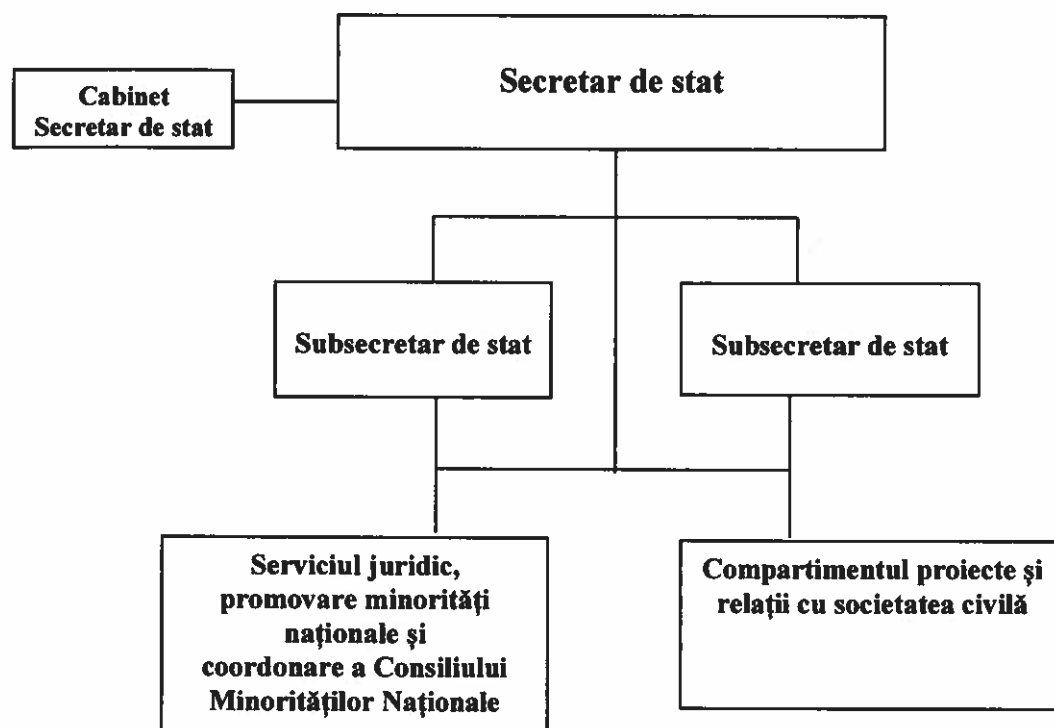 Secretar de stat
Cabinet
Secretar de stat
Subsecretar de stat
Subsecretar de stat
Serviciul juridic,
promovare minorități
naționale și
coordonare a Consiliului
Minorităților Naționale
Compartimentul proiecte și
relații cu societatea civilă